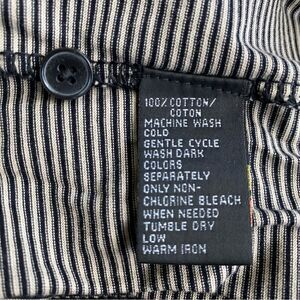 100% COTTON/
COTON
MACHINE WASH
COLD
GENTLE CYCLE
WASH DARK
COLORS
SEPARATELY
ONLY NON-
CHLORINE BLEACH
WHEN NEEDED
TUMBLE DRY
LOW
WARM IRON